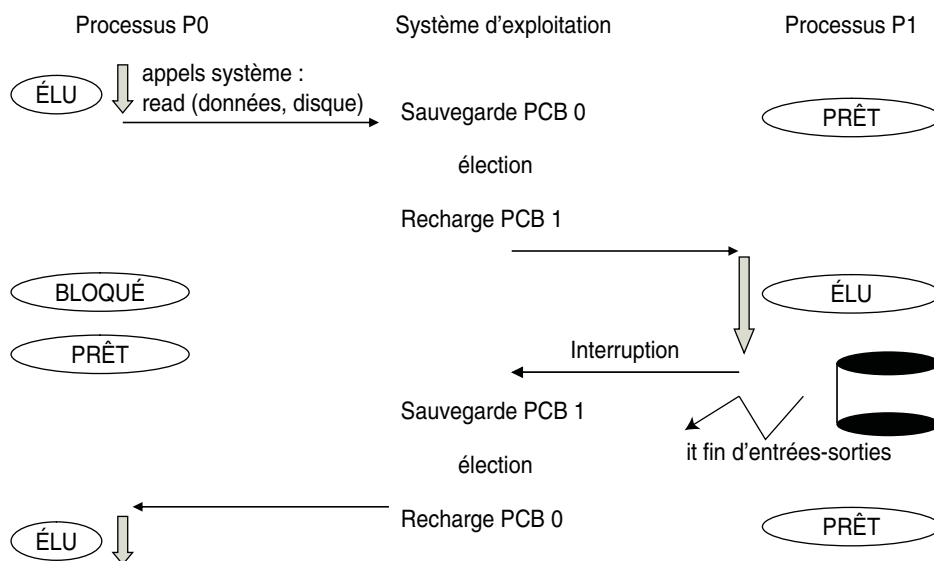 Processus P0
Système d'exploitation
Processus P1
ÉLU
appels système :
read (données, disque)
Sauvegarde PCB 0
PRÊT
élection
Recharge PCB 1
BLOQUÉ
ÉLU
PRÊT
Interruption
Sauvegarde PCB 1
it fin d'entrées-sorties
élection
Recharge PCB 0
ÉLU
PRÊT